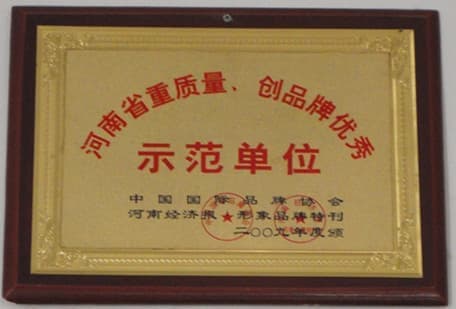 河南省重质量、创品牌优秀
示范单位
中国国际品牌协会
河南经济报·形象品牌特刊
二〇〇九年度颁